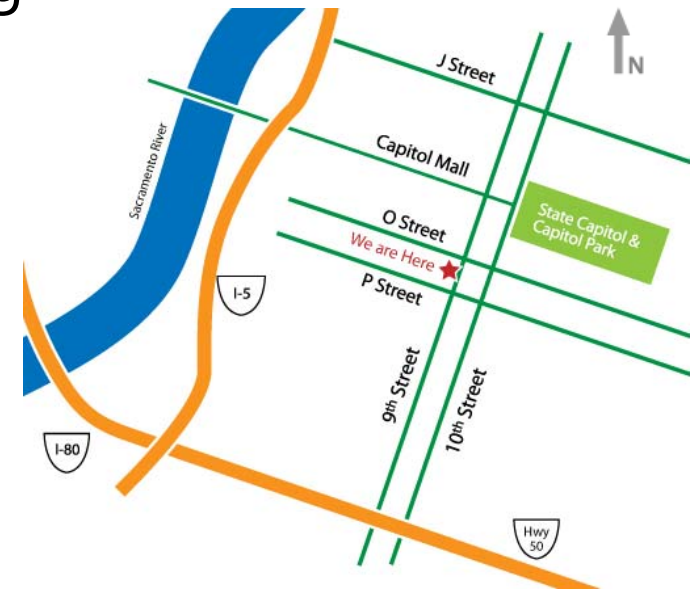 J Street
N
Capitol Mall
Sacramento River
State Capitol &
Capitol Park
O Street
We are Here
P Street
I-5
9th Street
10th Street
I-80
Hwy
50